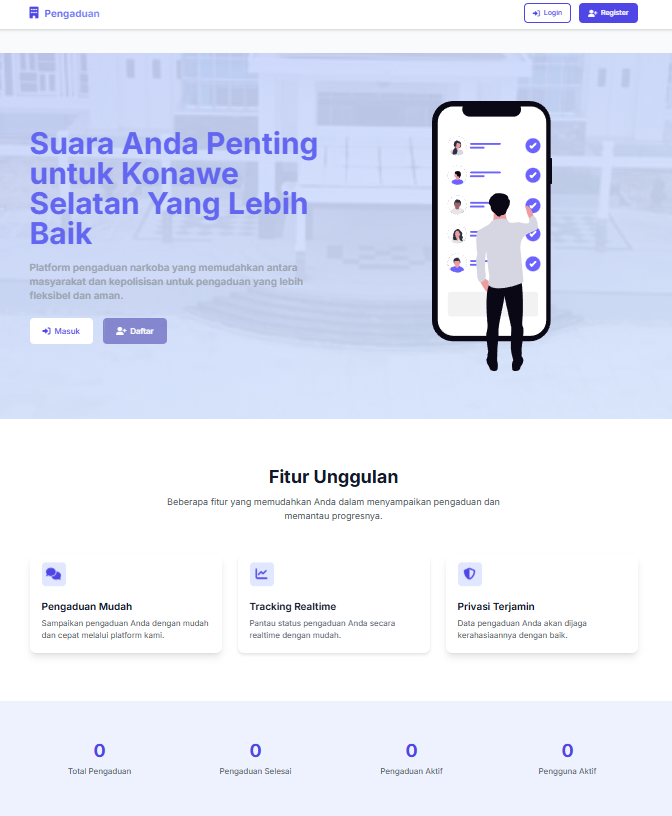 Pengaduan
Login
Register
Suara Anda Penting
untuk Konawe
Selatan Yang Lebih
Baik
Platform pengaduan narkoba yang memudahkan antara
masyarakat dan kepolisisan untuk pengaduan yang lebih
fleksibel dan aman.
Masuk
Daftar
Fitur Unggulan
Beberapa fitur yang memudahkan Anda dalam menyampaikan pengaduan dan
memantau progresnya.
Pengaduan Mudah
Sampaikan pengaduan Anda dengan mudah
dan cepat melalui platform kami.
Tracking Realtime
Pantau status pengaduan Anda secara
realtime dengan mudah.
Privasi Terjamin
Data pengaduan Anda akan dijaga
kerahasiaannya dengan baik.
0
Total Pengaduan
0
Pengaduan Selesai
0
Pengaduan Aktif
0
Pengguna Aktif